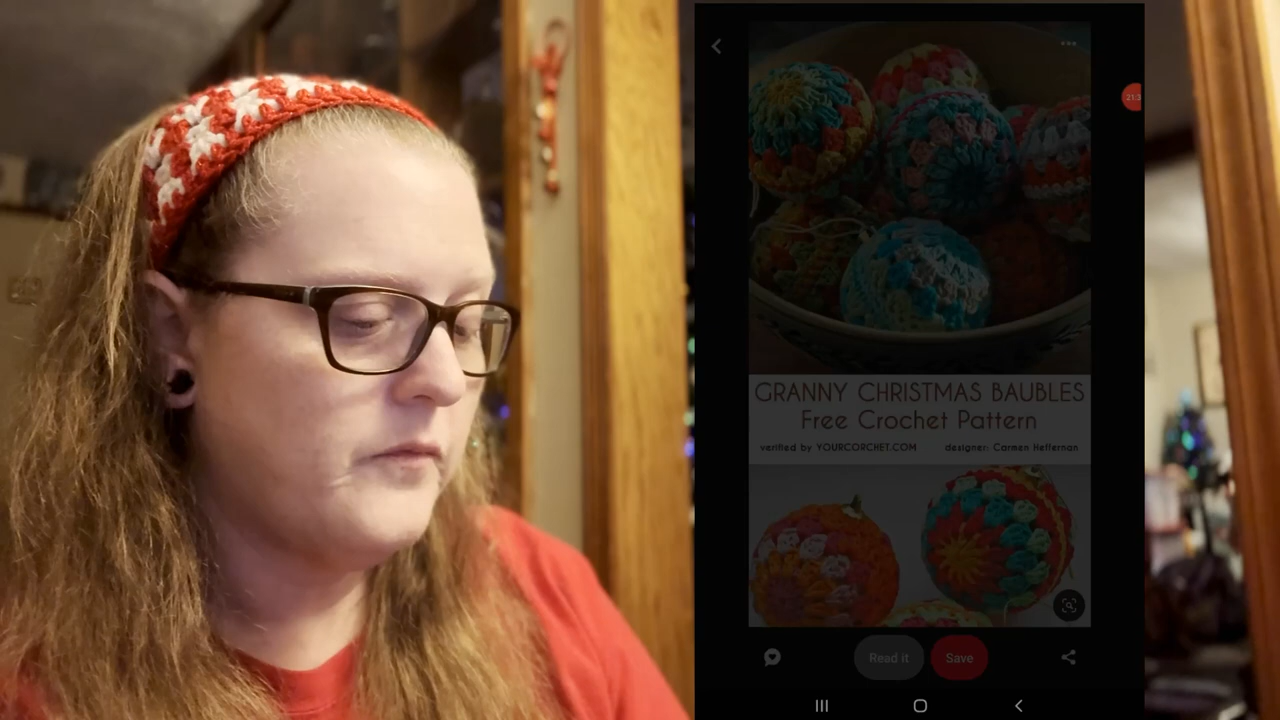 GRANNY CHRISTMAS BAUBLES
Free Crochet Pattern
verified by YOURCORCHET.COM designer: Carmen Heffernan
Read it Save